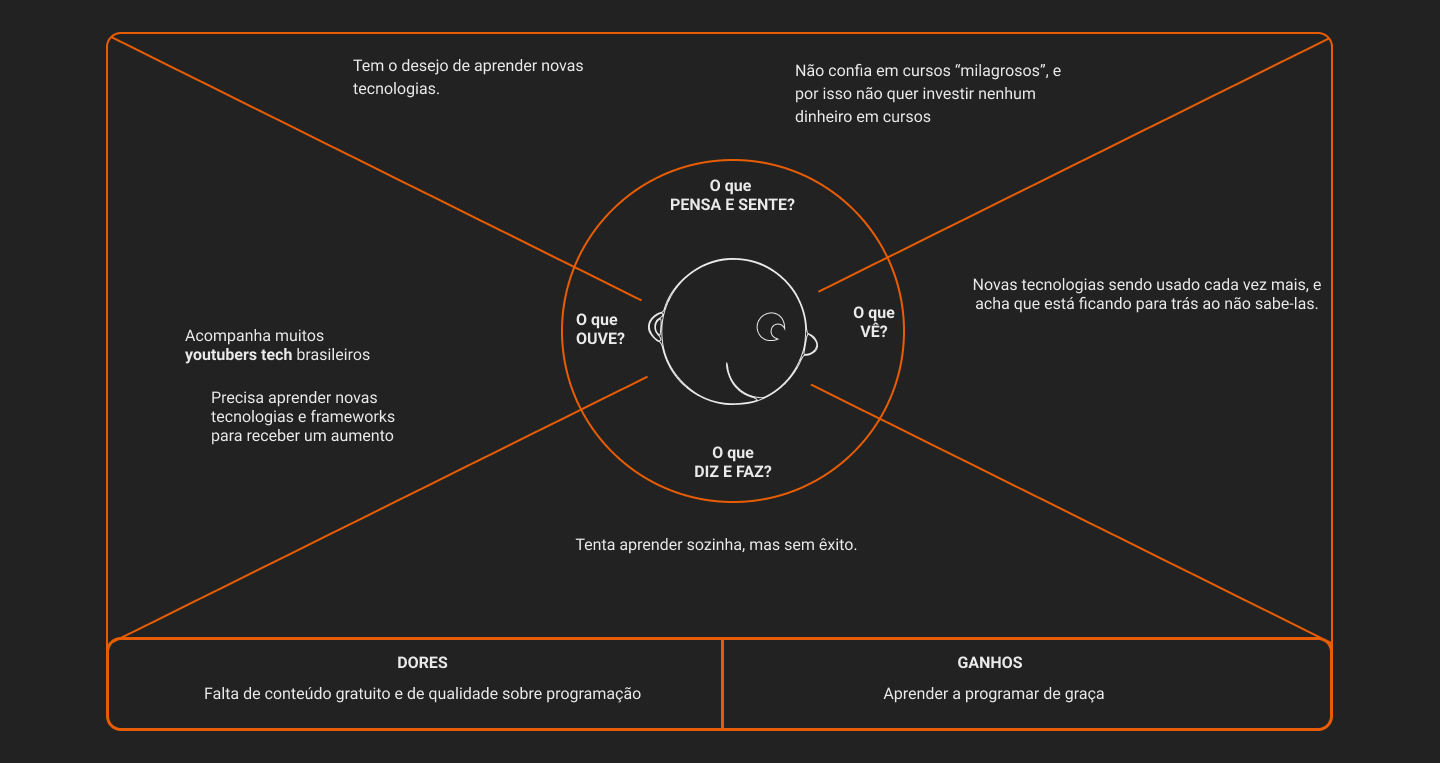 Tem o desejo de aprender novas
tecnologias.
Não confia em cursos “milagrosos”, e
por isso não quer investir nenhum
dinheiro em cursos
O que
PENSA E SENTE?
Novas tecnologias sendo usado cada vez mais, e
acha que está ficando para trás ao não sabe-las.
O que
VÊ?
O que
OUVE?
Acompanha muitos
youtubers tech brasileiros
Precisa aprender novas
tecnologias e frameworks
para receber um aumento
O que
DIZ E FAZ?
Tenta aprender sozinha, mas sem êxito.
DORES
Falta de conteúdo gratuito e de qualidade sobre programação
GANHOS
Aprender a programar de graça